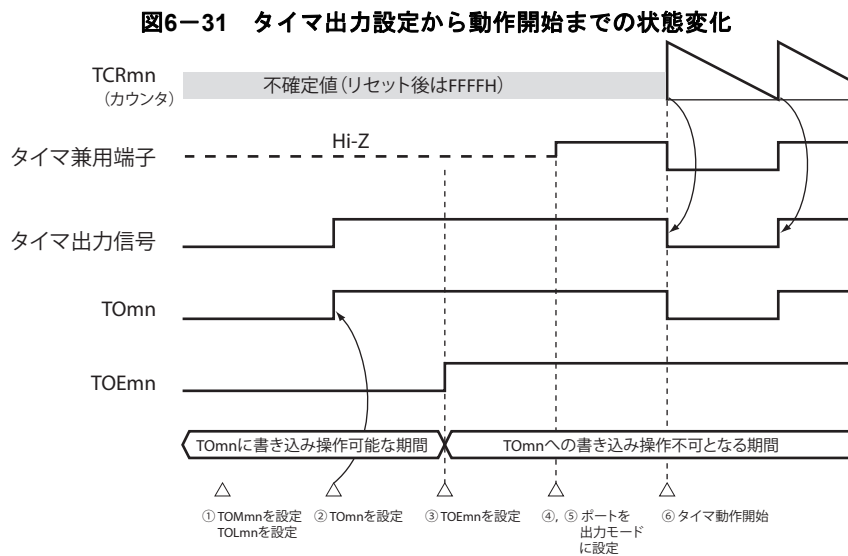 図6-31　タイマ出力設定から動作開始までの状態変化
TCRmn
（カウンタ）
不確定値（リセット後はFFFFH）
タイマ兼用端子
Hi-Z
タイマ出力信号
TOmn
TOEmn
TOmnに書き込み操作可能な期間
TOmnへの書き込み操作不可となる期間
① TOMmnを設定
TOLmnを設定
② TOmnを設定
③ TOEmnを設定
④, ⑤ ポートを
出力モード
に設定
⑥ タイマ動作開始